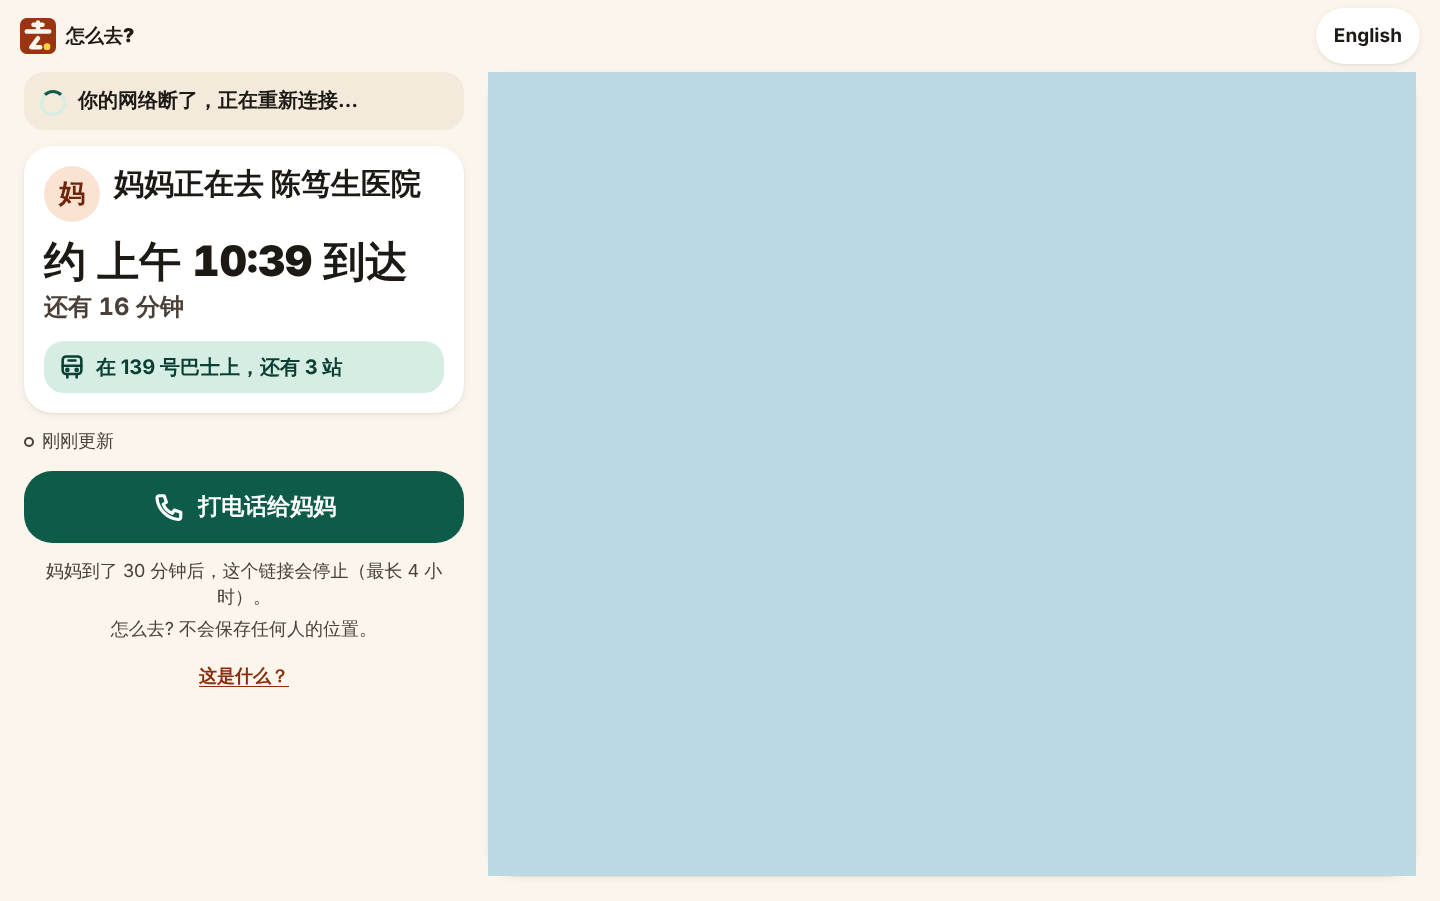 怎么去?
English
你的网络断了，正在重新连接…
妈
妈妈正在去 陈笃生医院
约 上午 10:39 到达
还有 16 分钟
在 139 号巴士上，还有 3 站
刚刚更新
打电话给妈妈
妈妈到了 30 分钟后，这个链接会停止（最长 4 小
时）。
怎么去? 不会保存任何人的位置。
这是什么？